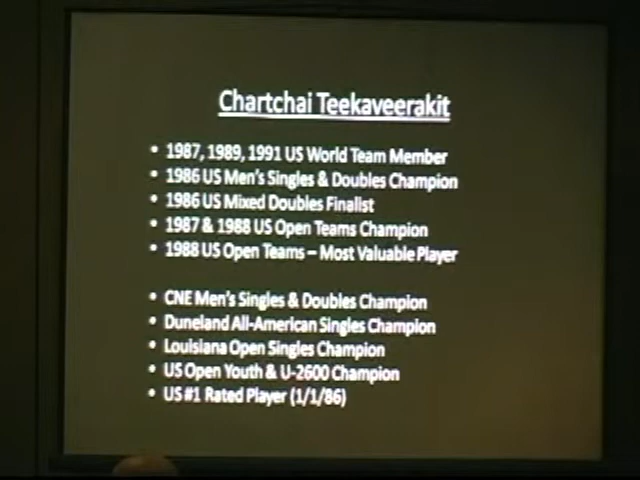 Chartchai Teekaveerakit
• 1987, 1989, 1991 US World Team Member
• 1986 US Men's Singles & Doubles Champion
• 1986 US Mixed Doubles Finalist
• 1987 & 1988 US Open Teams Champion
• 1988 US Open Teams – Most Valuable Player
• CNE Men's Singles & Doubles Champion
• Duneland All-American Singles Champion
• Louisiana Open Singles Champion
• US Open Youth & U-2600 Champion
• US #1 Rated Player (1/1/86)